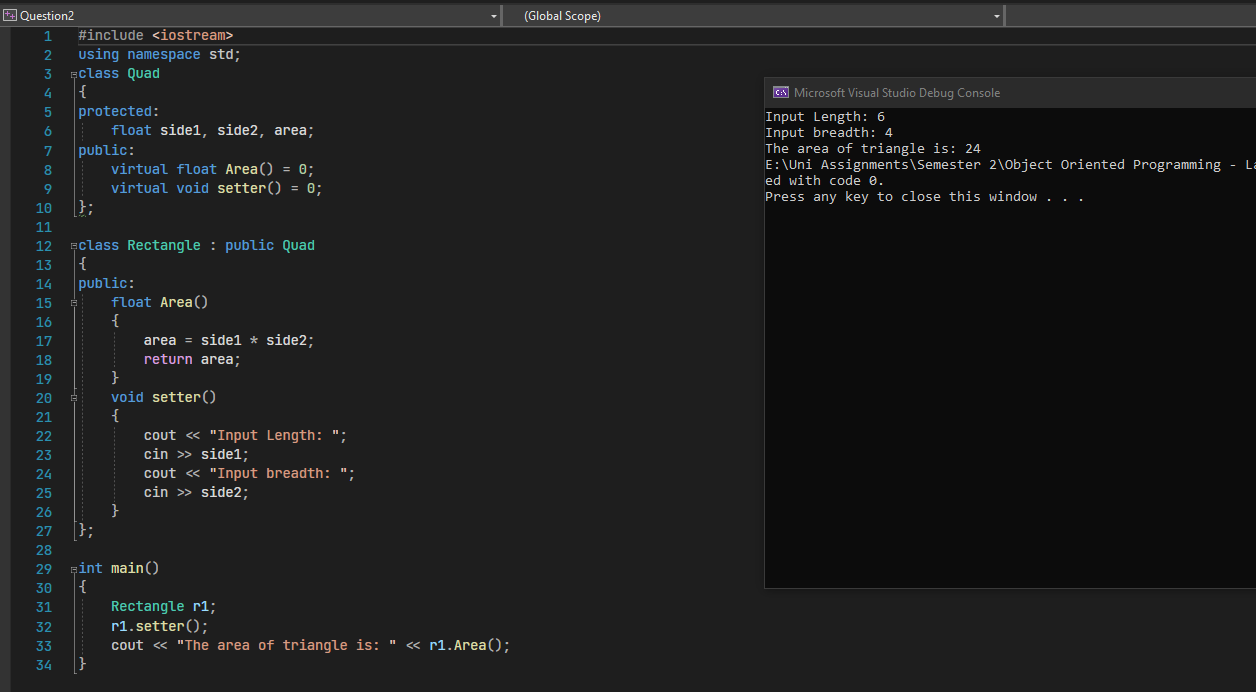 Question2
(Global Scope)
1 #include <iostream>
2 using namespace std;
3 class Quad
4 {
5 protected:
6 float side1, side2, area;
7 public:
8 virtual float Area() = 0;
9 virtual void setter() = 0;
10 };
11
12 class Rectangle : public Quad
13 {
14 public:
15 float Area()
16 {
17 area = side1 * side2;
18 return area;
19 }
20 void setter()
21 {
22 cout << "Input Length: ";
23 cin >> side1;
24 cout << "Input breadth: ";
25 cin >> side2;
26 }
27 };
28
29 int main()
30 {
31 Rectangle r1;
32 r1.setter();
33 cout << "The area of triangle is: " << r1.Area();
34 }
Microsoft Visual Studio Debug Console
Input Length: 6
Input breadth: 4
The area of triangle is: 24
E:\Uni Assignments\Semester 2\Object Oriented Programming - La
ed with code 0.
Press any key to close this window . . .